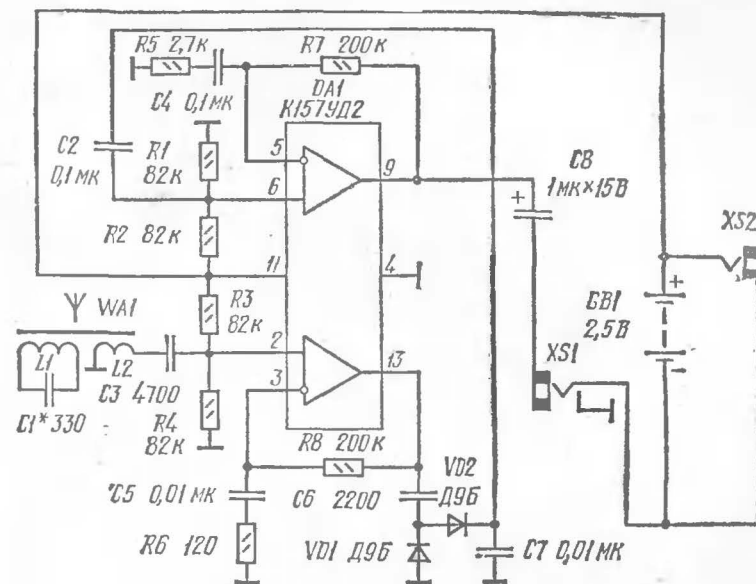 R5 2,7к
R7 200к
C4 0,1мк
DA1
К157УД2
C2
0,1мк
R1
82к
5
9
6
C8
1мк×15В
R2 82к
XS2
11
4
WA1
R3
82к
GB1
2,5В
+
+
-
L1
L2
2
13
XS1
C3 4700
3
C1* 330
R4
82к
R8 200к
VD2
Д9Б
C5 0,01мк
C6 2200
R6 120
VD1 Д9Б
C7 0,01мк